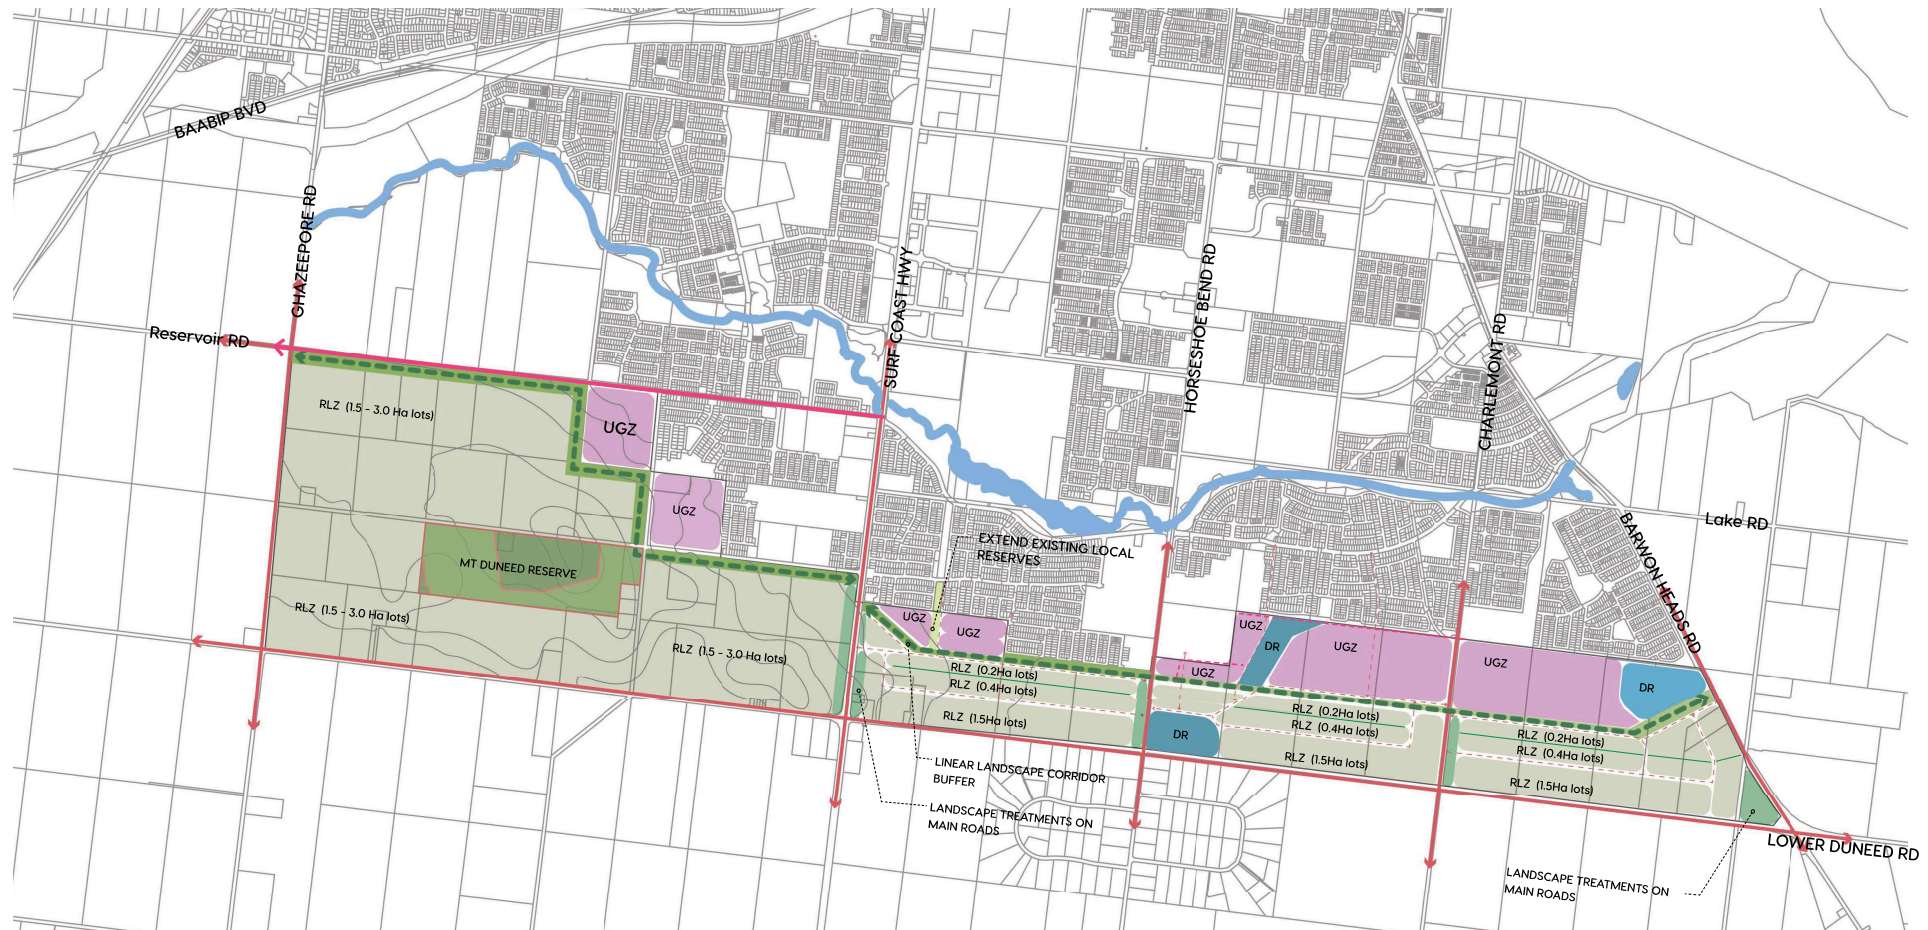 BAABIP BVD
GHAZEEPORE RD
Reservoir RD
SURF COAST HWY
HORSESHOE BEND RD
CHARLEMONT RD
RLZ (1.5 - 3.0 Ha lots)
UGZ
UGZ
Lake RD
BARWON HEADS RD
EXTEND EXISTING LOCAL
RESERVES
MT DUNEED RESERVE
RLZ (1.5 - 3.0 Ha lots)
RLZ (1.5 - 3.0 Ha lots)
UGZ
UGZ
UGZ
DR
UGZ
UGZ
UGZ
DR
RLZ (0.2Ha lots)
RLZ (0.4Ha lots)
RLZ (1.5Ha lots)
DR
RLZ (0.2Ha lots)
RLZ (0.4Ha lots)
RLZ (1.5Ha lots)
RLZ (0.2Ha lots)
RLZ (0.4Ha lots)
RLZ (1.5Ha lots)
LINEAR LANDSCAPE CORRIDOR
BUFFER
LANDSCAPE TREATMENTS ON
MAIN ROADS
LOWER DUNEED RD
LANDSCAPE TREATMENTS ON
MAIN ROADS